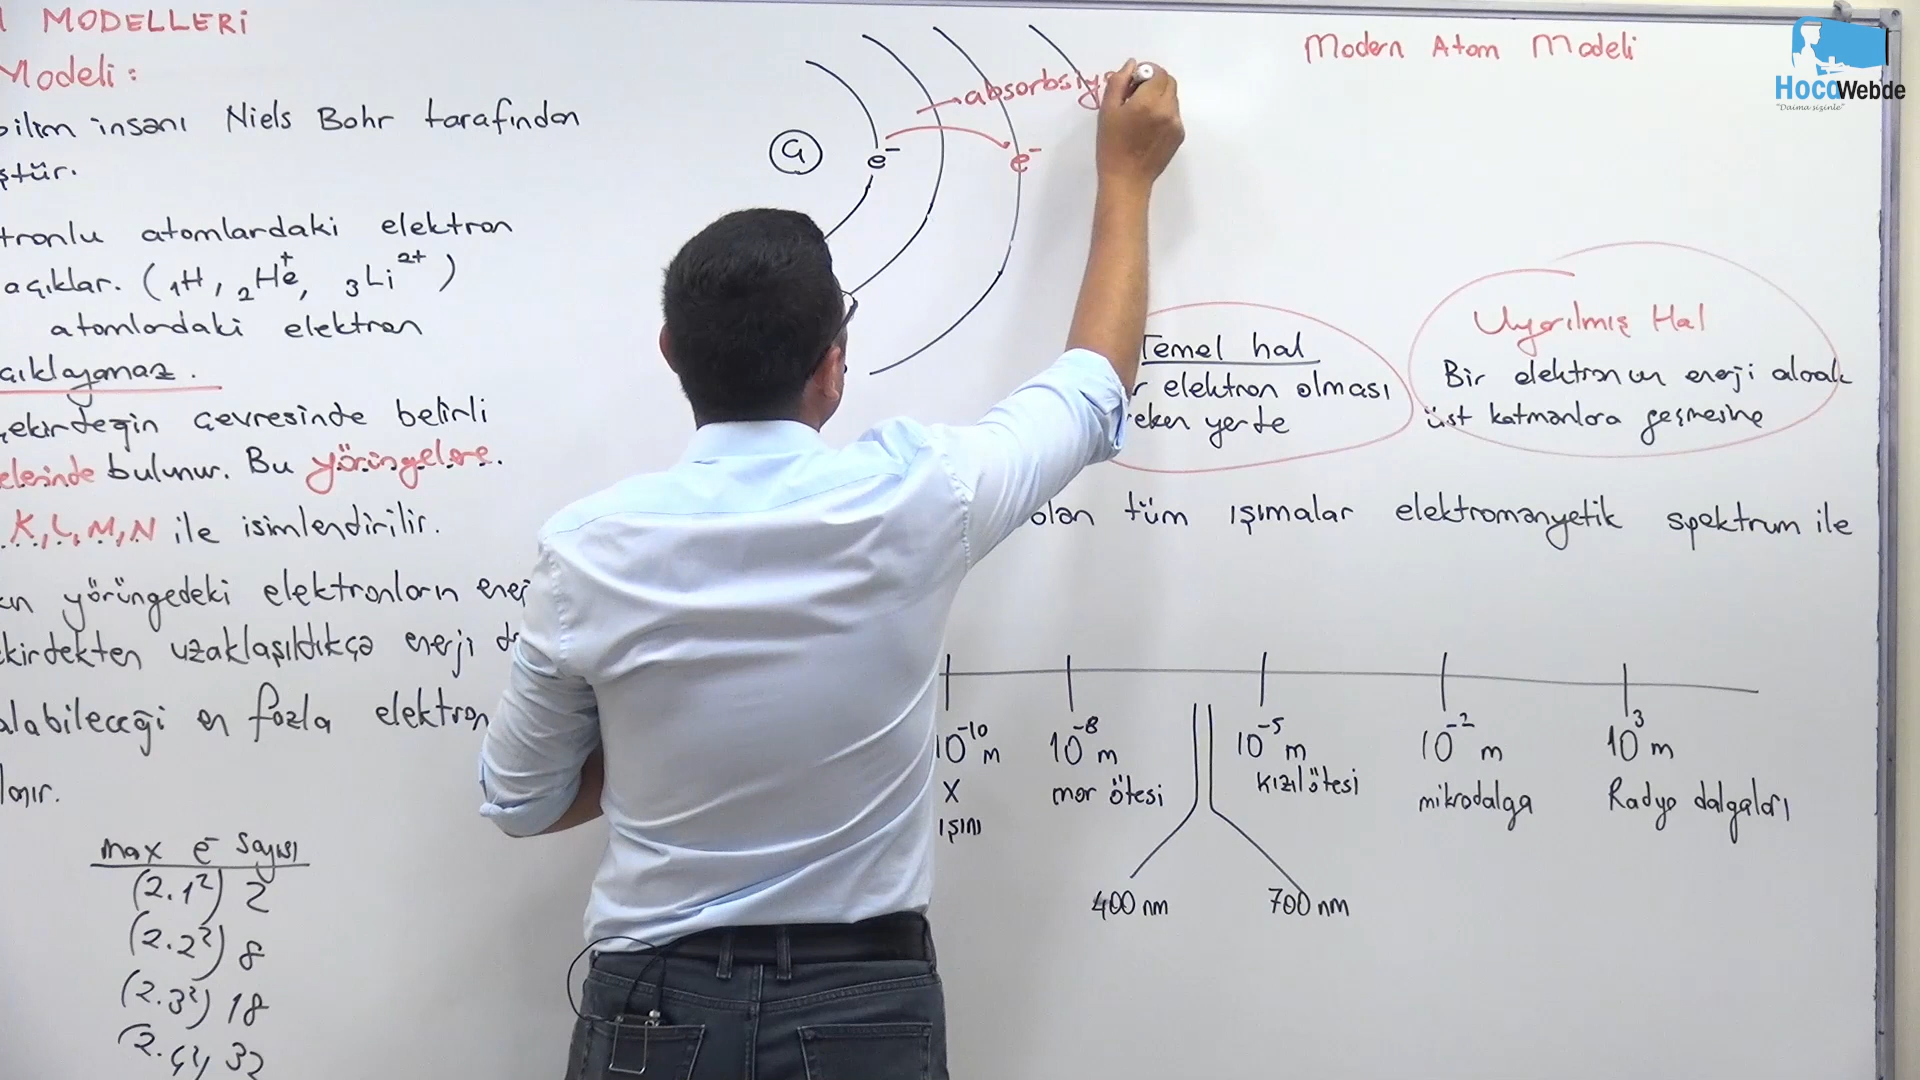 MODELLERİ
Modeli:
bilim insanı Niels Bohr tarafından
ştür.
tronlu atomlardaki elektron
açıklar. (₁H, ₂He⁺, ₃Li²⁺)
atomlardaki elektron
açıklayamaz.
çekirdeğin çevresinde belirli
elerinde bulunur. Bu yörüngelere
K, L, M, N ile isimlendirilir.
yörüngedeki elektronların enerj
kirdekten uzaklaşıldıkça enerji
alabileceği en fazla elektron
max e⁻ sayısı
(2.1²) 2
(2.2²) 8
(2.3²) 18
(2.4²) 32
G
e⁻
e⁻
absorbsiy
Modern Atom Modeli
Temel hal
r elektron olması
reken yerde
Uyarılmış Hal
Bir elektronun enerji alarak
üst katmanlara geçmesine
olan tüm ışımalar elektromanyetik spektrum ile
10⁻¹⁰ m
X
ışını
10⁻⁸ m
mor ötesi
10⁻⁵ m
kızılötesi
10⁻² m
mikrodalga
10³ m
Radyo dalgaları
400 nm
700 nm
HocaWebde
"Daima sizinle"